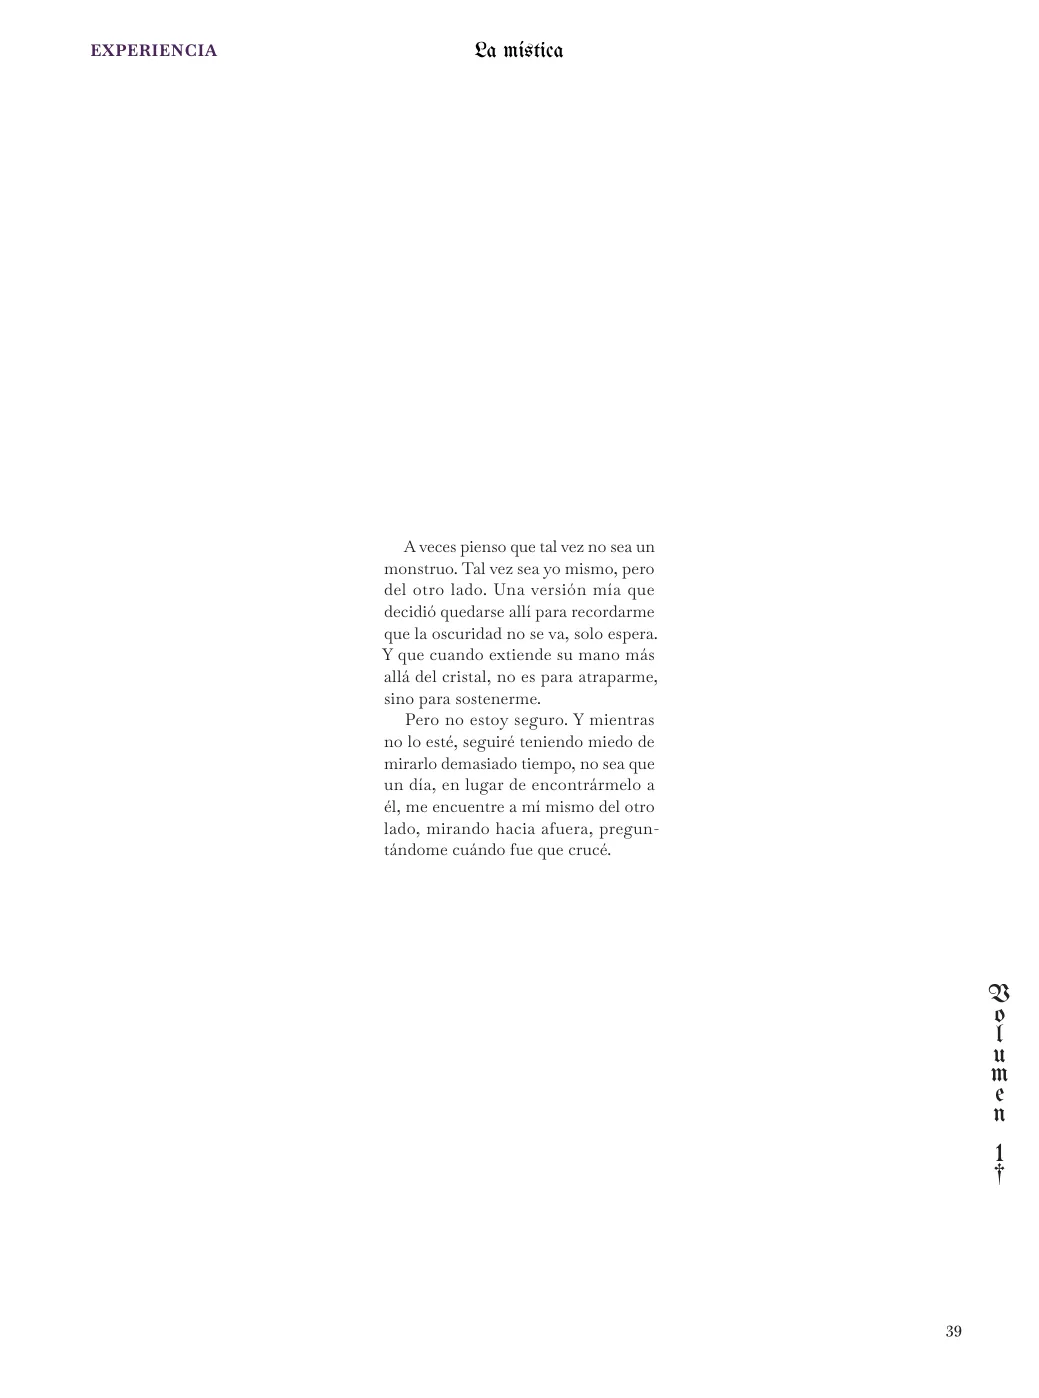 EXPERIENCIA
La mística
A veces pienso que tal vez no sea un
monstruo. Tal vez sea yo mismo, pero
del otro lado. Una versión mía que
decidió quedarse allí para recordarme
que la oscuridad no se va, solo espera.
Y que cuando extiende su mano más
allá del cristal, no es para atraparme,
sino para sostenerme.
Pero no estoy seguro. Y mientras
no lo esté, seguiré teniendo miedo de
mirarlo demasiado tiempo, no sea que
un día, en lugar de encontrármelo a
él, me encuentre a mí mismo del otro
lado, mirando hacia afuera, pregun-
tándome cuándo fue que crucé.
Volumen 1†
39